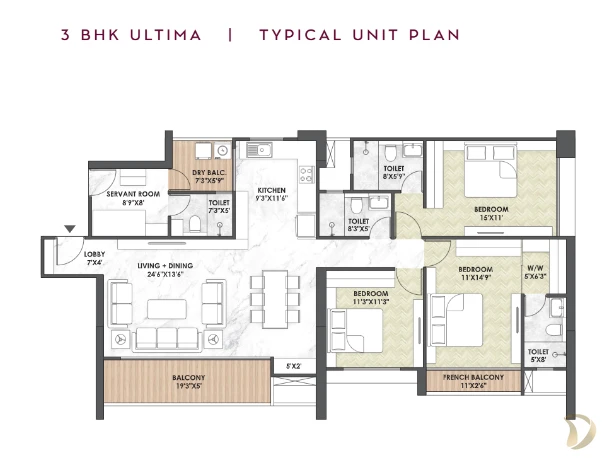 3 BHK ULTIMA | TYPICAL UNIT PLAN
DRY BALC.
7'3"X5'9"
TOILET
8'X5'9"
SERVANT ROOM
8'9"X8'
KITCHEN
9'3"X11'6"
TOILET
7'3"X5'
BEDROOM
15'X11'
TOILET
8'3"X5'
LOBBY
7'X4'
LIVING + DINING
24'6"X13'6"
BEDROOM
11'X14'9"
W/W
5'X6'3"
BEDROOM
11'3"X11'3"
TOILET
5'X8'
5'X2'
BALCONY
19'3"X5'
FRENCH BALCONY
11'X2'6"